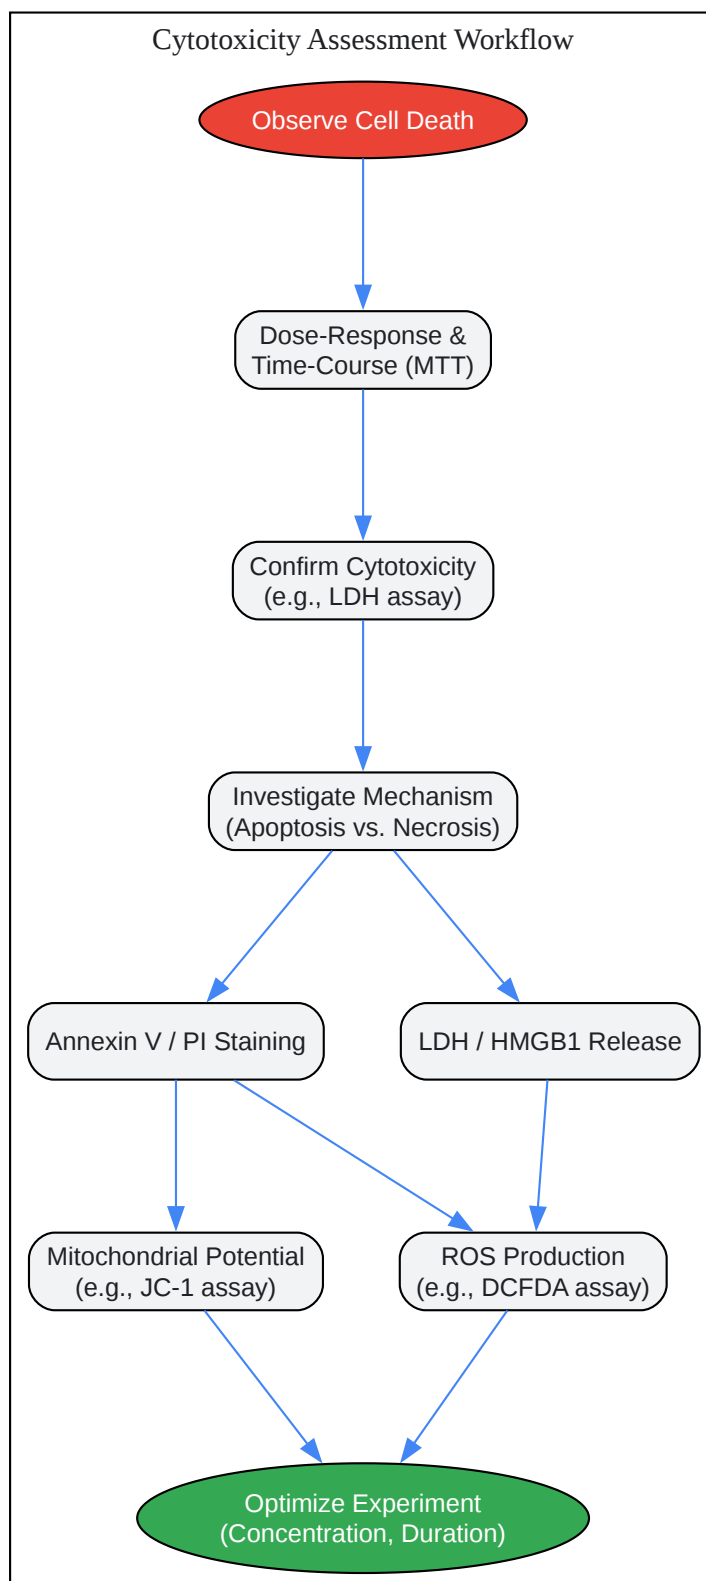 Cytotoxicity Assessment Workflow
Observe Cell Death
Dose-Response &
Time-Course (MTT)
Confirm Cytotoxicity
(e.g., LDH assay)
Investigate Mechanism
(Apoptosis vs. Necrosis)
Annexin V / PI Staining
LDH / HMGB1 Release
Mitochondrial Potential
(e.g., JC-1 assay)
ROS Production
(e.g., DCFDA assay)
Optimize Experiment
(Concentration, Duration)